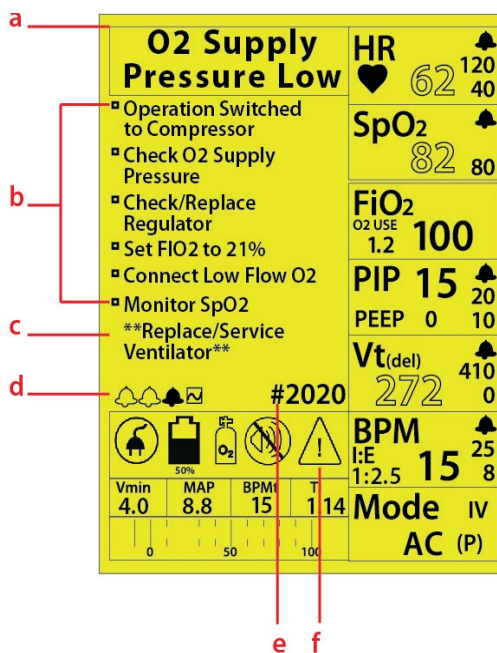 a
O2 Supply
Pressure Low
b
Operation Switched
to Compressor
Check O2 Supply
Pressure
Check/Replace
Regulator
Set FIO2 to 21%
Connect Low Flow O2
Monitor SpO2
c
**Replace/Service
Ventilator**
d
#2020
50%
O2
!
Vmin MAP BPMt T
4.0 8.8 15 1.14
0 50 100
HR
62 120
40
SpO2
82 80
FiO2
O2 USE
1.2 100
PIP 15 20
PEEP 0 10
Vt(del) 410
272 0
BPM
I:E 25
1:2.5 15 8
Mode IV
AC (P)
e f